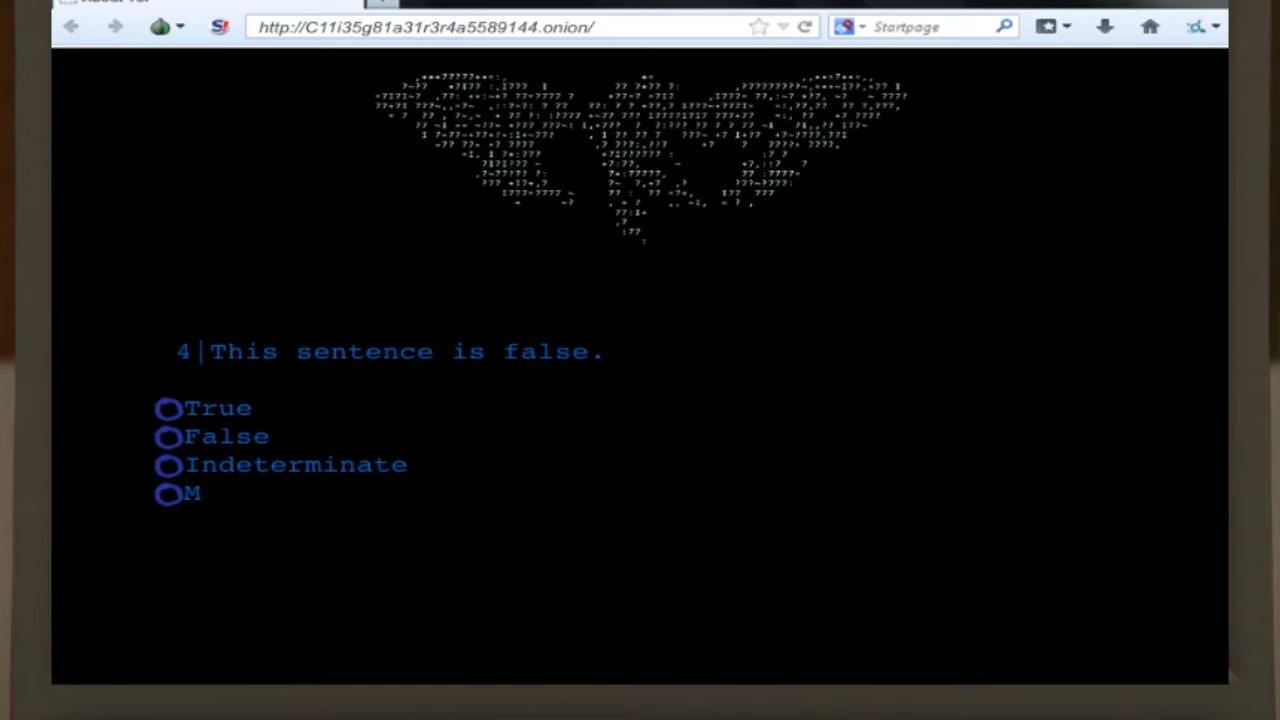 http://C11i35g81a31r3r4a5589144.onion/
Startpage
4|This sentence is false.
True
False
Indeterminate
M